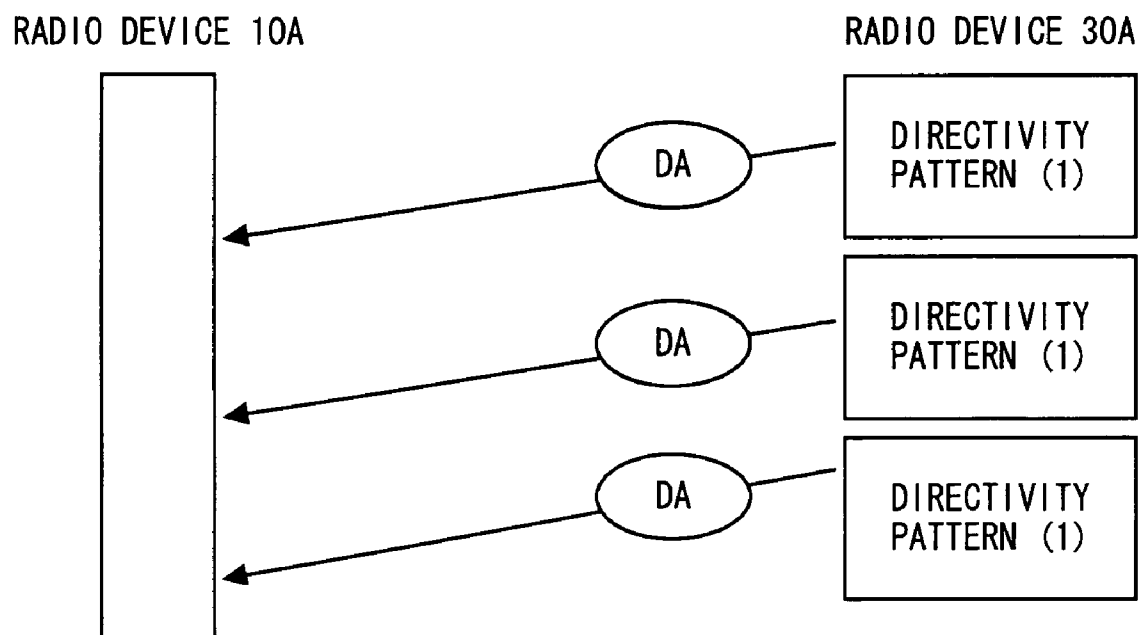 RADIO DEVICE 10A
RADIO DEVICE 30A
DA
DIRECTIVITY
PATTERN (1)
DA
DIRECTIVITY
PATTERN (1)
DA
DIRECTIVITY
PATTERN (1)